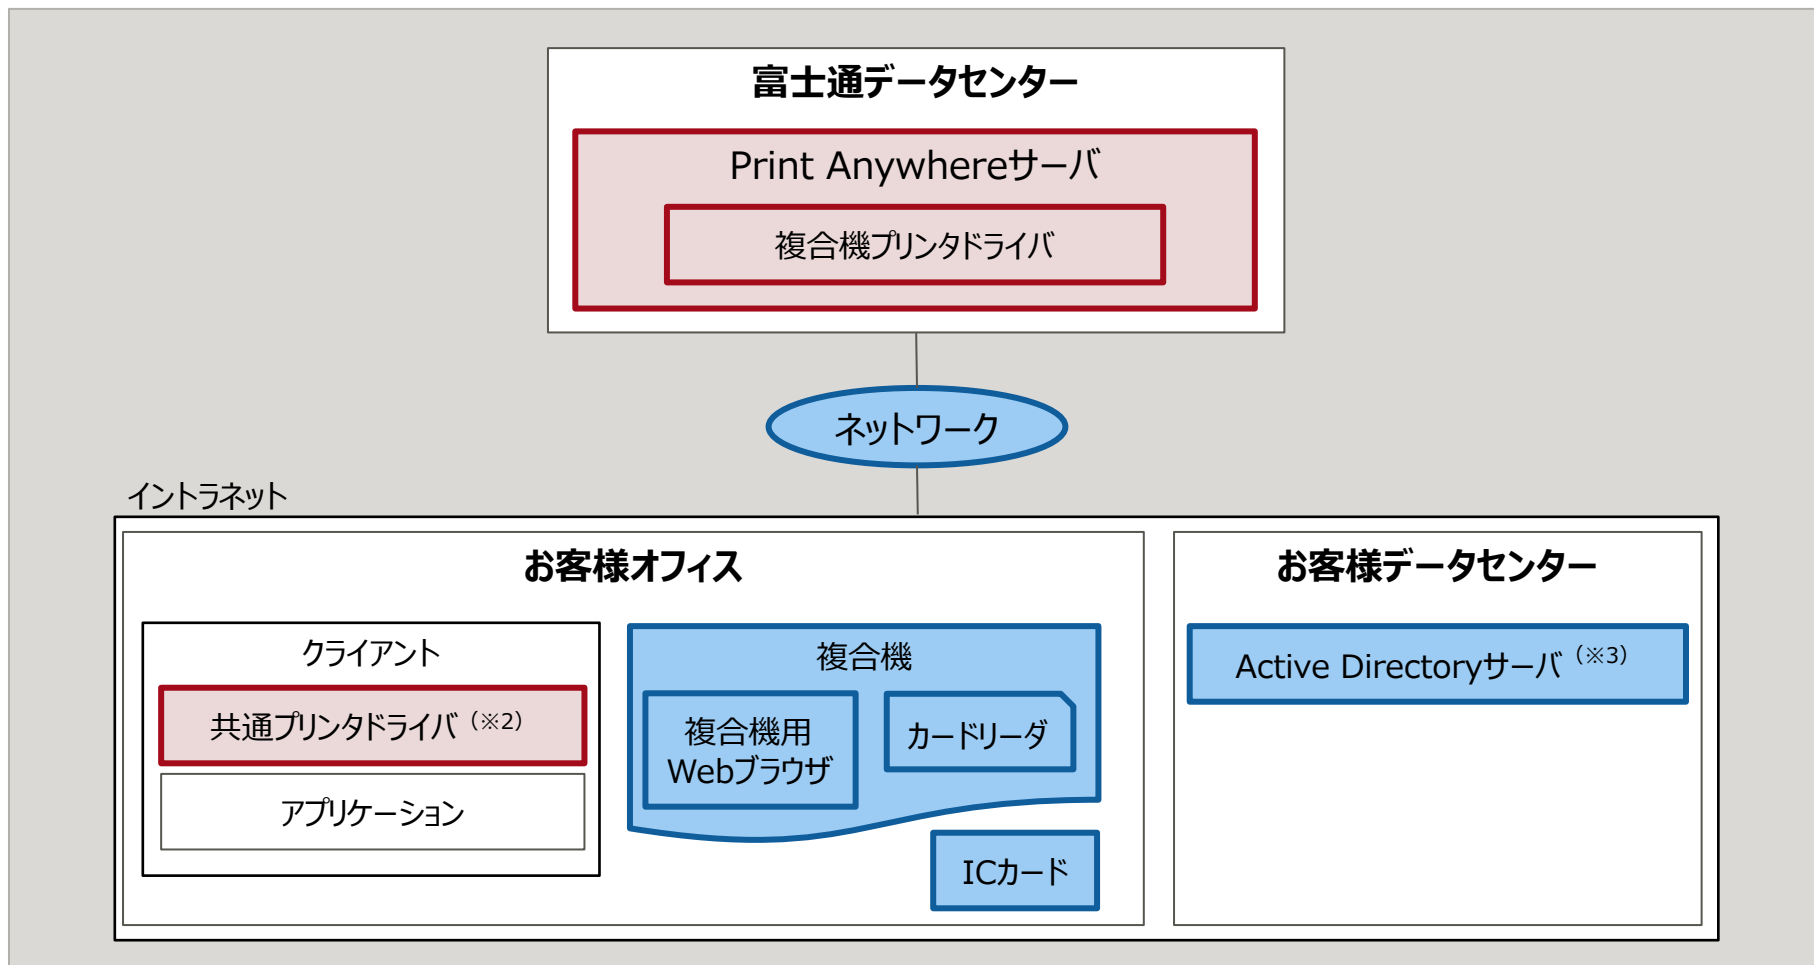 富士通データセンター
Print Anywhereサーバ
複合機プリンタドライバ
ネットワーク
イントラネット
お客様オフィス
クライアント
共通プリンタドライバ（※2）
アプリケーション
複合機
複合機用
Webブラウザ
カードリーダ
ICカード
お客様データセンター
Active Directoryサーバ（※3）